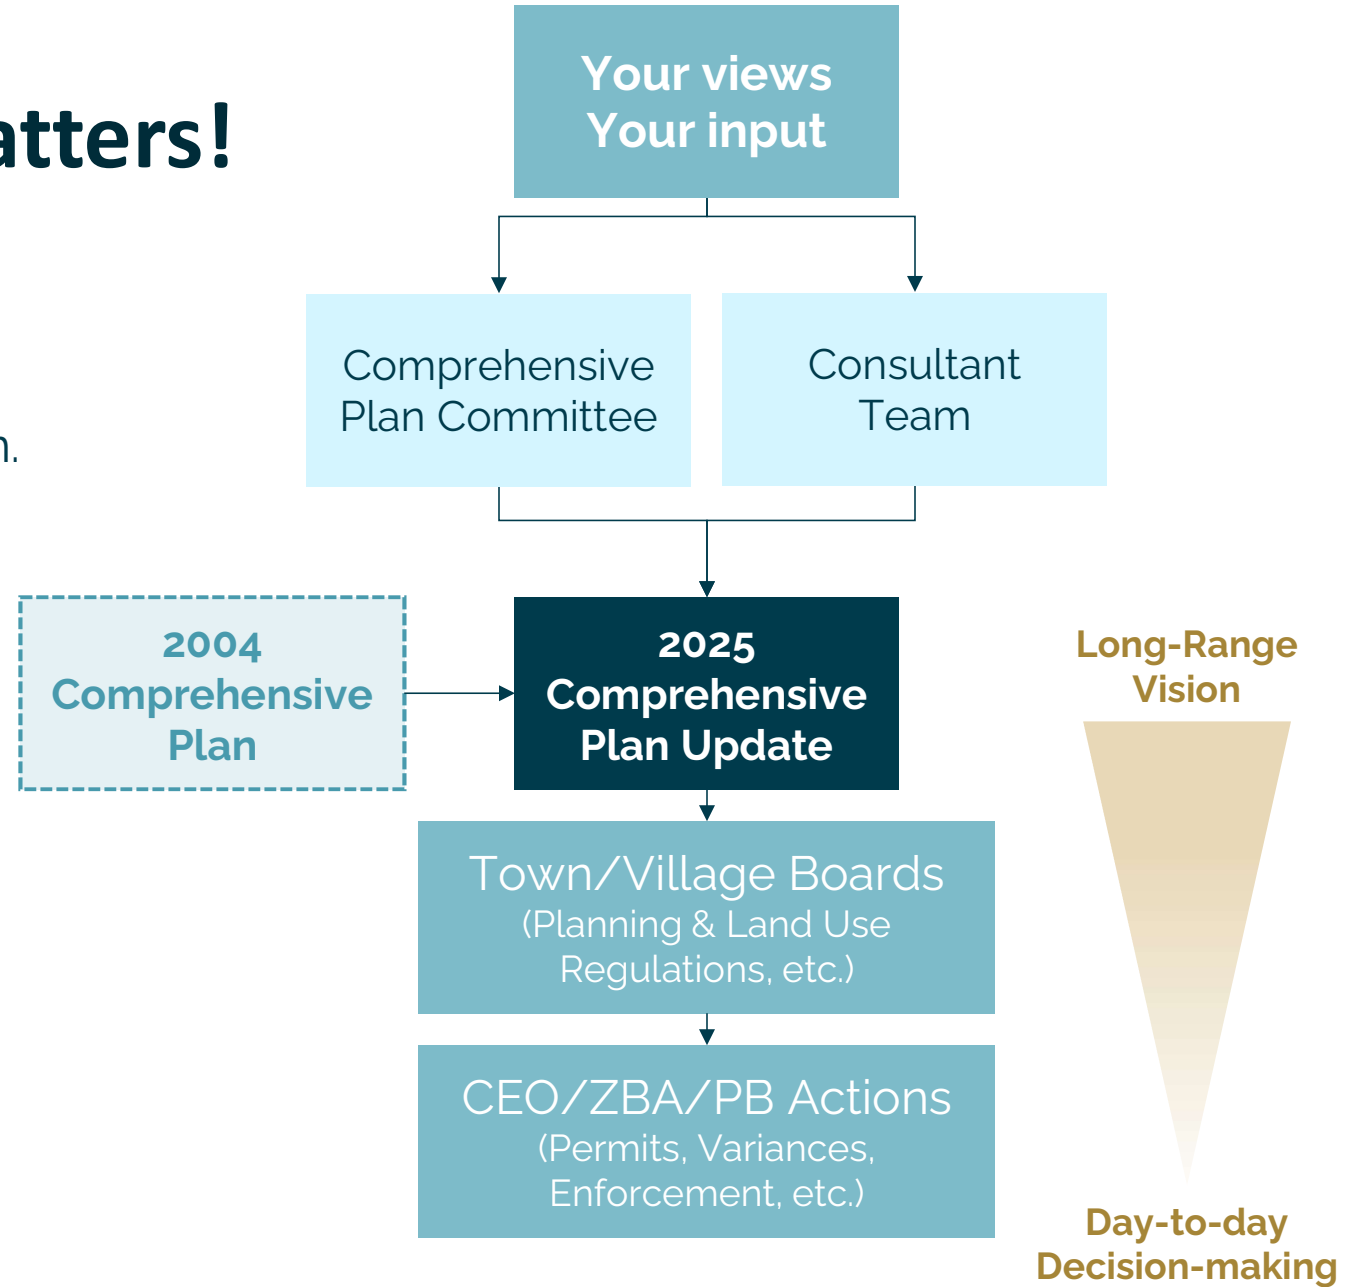 Your views
Your input
atters!
Comprehensive
Plan Committee
Consultant
Team
n.
2004
Comprehensive
Plan
2025
Comprehensive
Plan Update
Long-Range
Vision
Town/Village Boards
(Planning & Land Use
Regulations, etc.)
CEO/ZBA/PB Actions
(Permits, Variances,
Enforcement, etc.)
Day-to-day
Decision-making